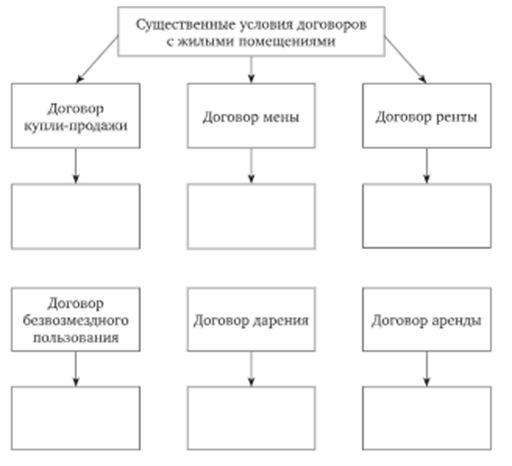 Существенные условия договоров
с жилыми помещениями
Договор
купли-продажи
Договор мены
Договор ренты
Договор
безвозмездного
пользования
Договор дарения
Договор аренды